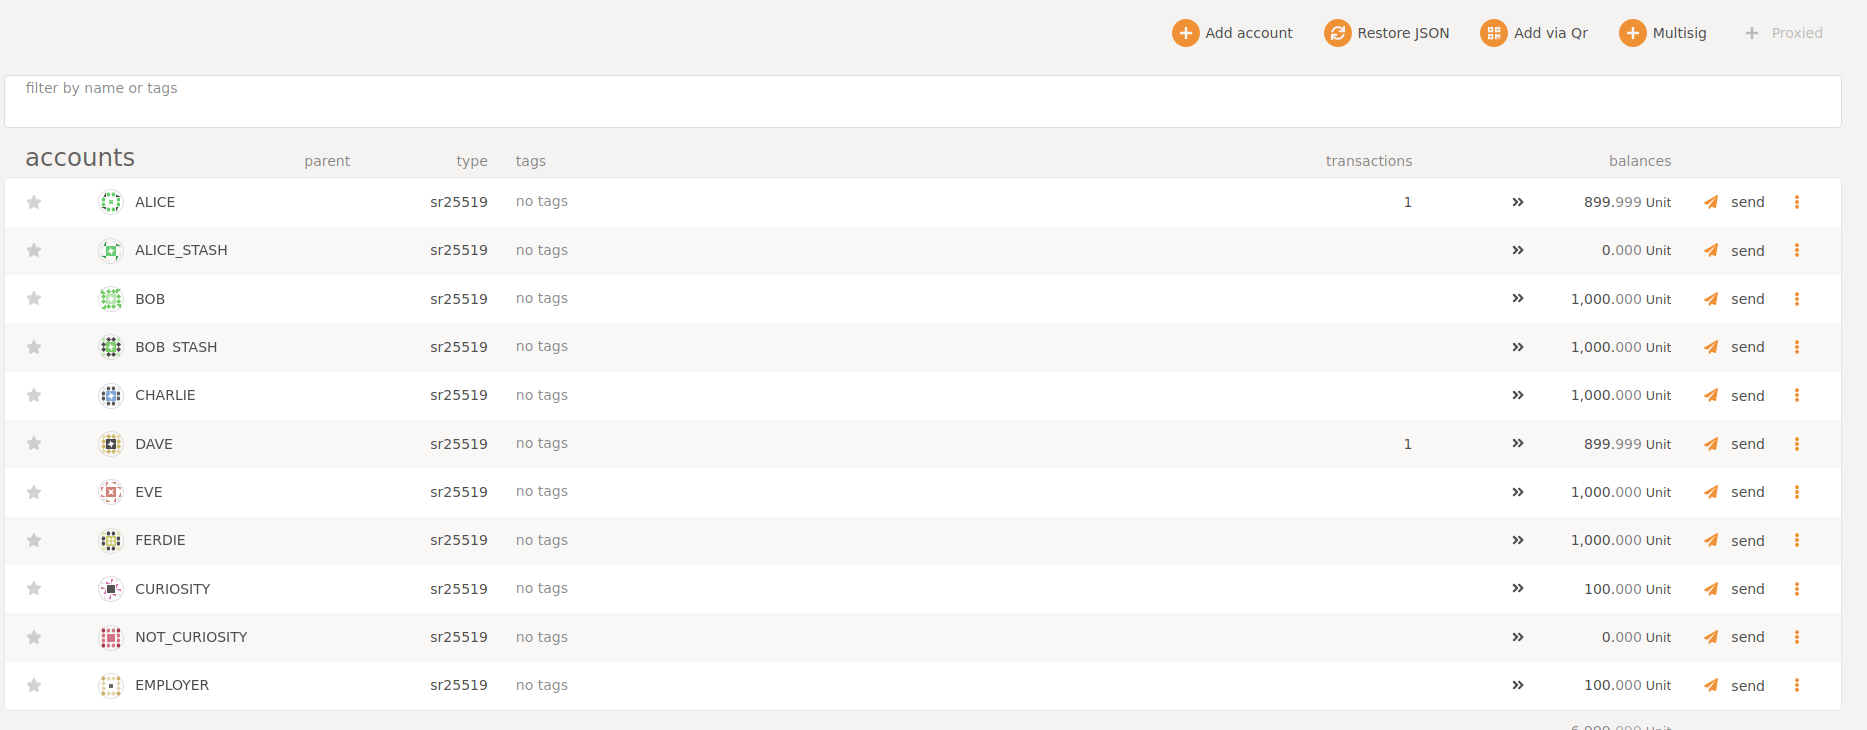 Add account Restore JSON Add via Qr Multisig Proxied
filter by name or tags
accounts parent type tags transactions balances
ALICE sr25519 no tags 1 899.999 Unit send
ALICE_STASH sr25519 no tags 0.000 Unit send
BOB sr25519 no tags 1,000.000 Unit send
BOB_STASH sr25519 no tags 1,000.000 Unit send
CHARLIE sr25519 no tags 1,000.000 Unit send
DAVE sr25519 no tags 1 899.999 Unit send
EVE sr25519 no tags 1,000.000 Unit send
FERDIE sr25519 no tags 1,000.000 Unit send
CURIOSITY sr25519 no tags 100.000 Unit send
NOT_CURIOSITY sr25519 no tags 0.000 Unit send
EMPLOYER sr25519 no tags 100.000 Unit send
Unit